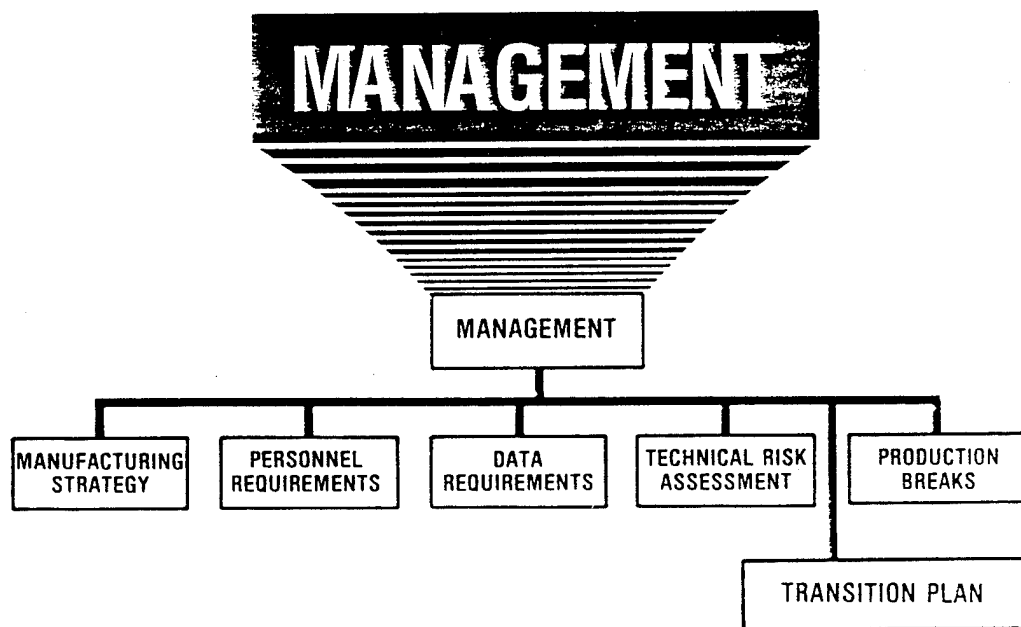 MANAGEMENT
MANAGEMENT
MANUFACTURING
STRATEGY
PERSONNEL
REQUIREMENTS
DATA
REQUIREMENTS
TECHNICAL RISK
ASSESSMENT
PRODUCTION
BREAKS
TRANSITION PLAN